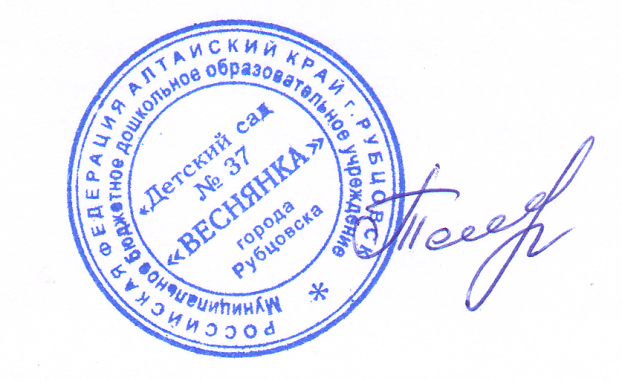 РОССИЙСКАЯ ФЕДЕРАЦИЯ АЛТАЙСКИЙ КРАЙ г. РУБЦОВСК
Муниципальное бюджетное дошкольное образовательное учреждение
«Детский сад
№ 37
«ВЕСНЯНКА»
города
Рубцовска
*